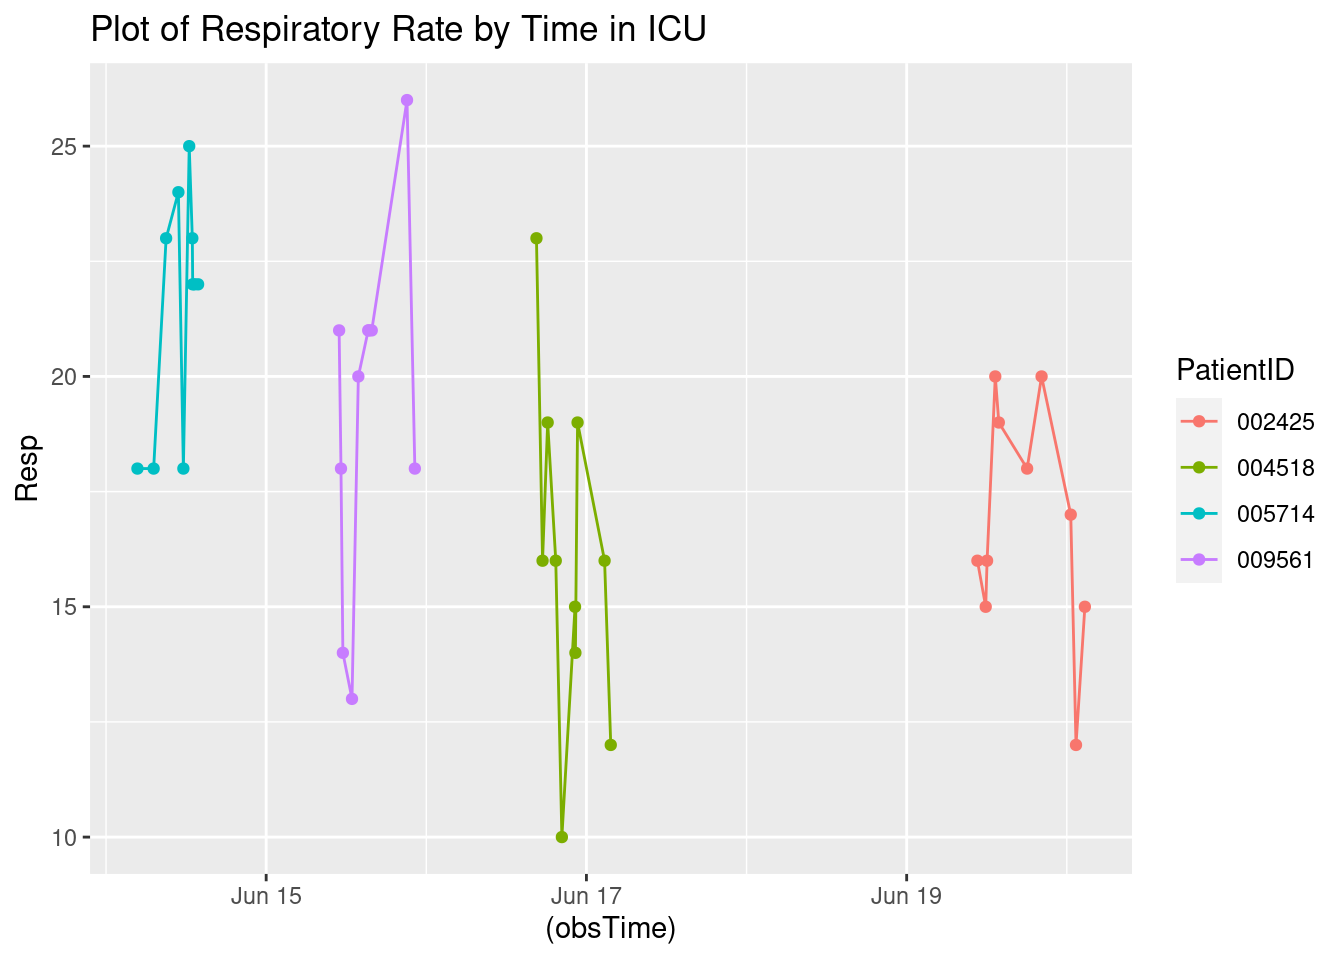 Plot of Respiratory Rate by Time in ICU
25
20
15
10
Resp
Jun 15
Jun 17
Jun 19
(obsTime)
PatientID
002425
004518
005714
009561